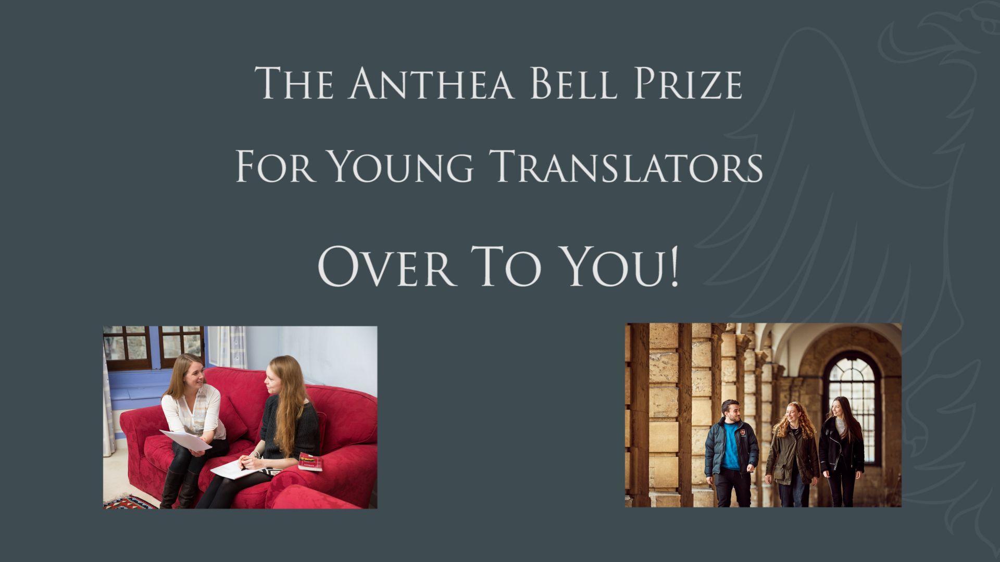 The Anthea Bell Prize
For Young Translators
Over To You!